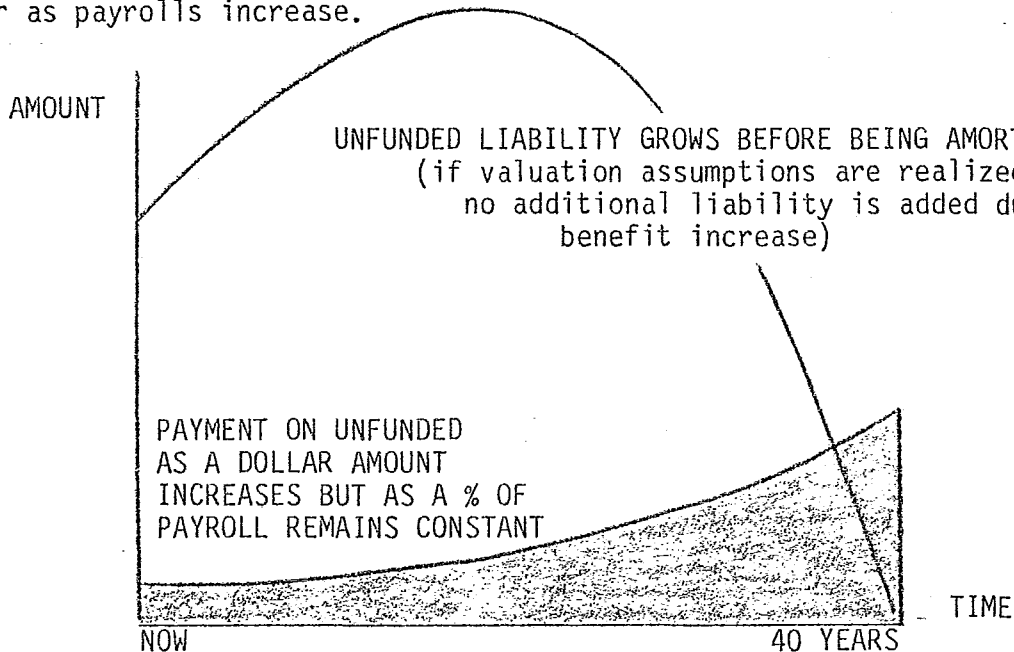 r as payrolls increase.
AMOUNT
UNFUNDED LIABILITY GROWS BEFORE BEING AMORT
(if valuation assumptions are realized
no additional liability is added du
benefit increase)
PAYMENT ON UNFUNDED
AS A DOLLAR AMOUNT
INCREASES BUT AS A % OF
PAYROLL REMAINS CONSTANT
TIME
NOW
40 YEARS